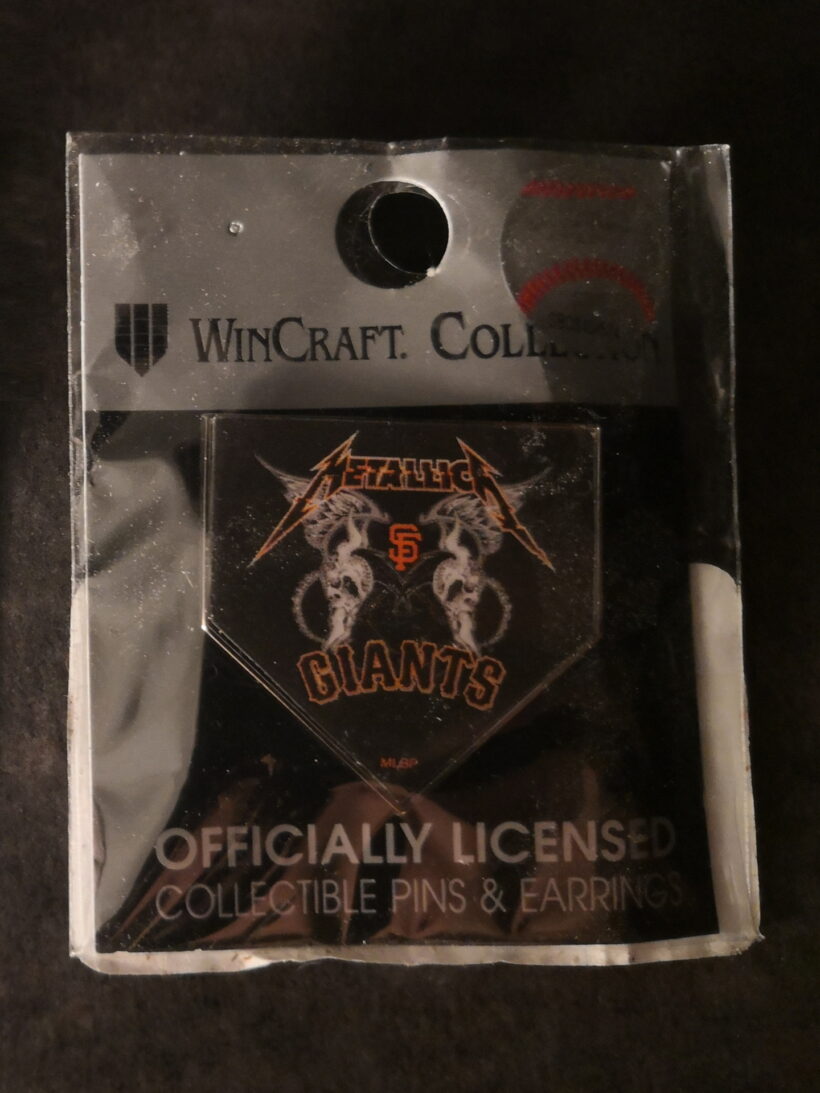 WINCRAFT. COLLECTION
METALLICA
SF
GIANTS
MLBP
OFFICIALLY LICENSED
COLLECTIBLE PINS & EARRINGS